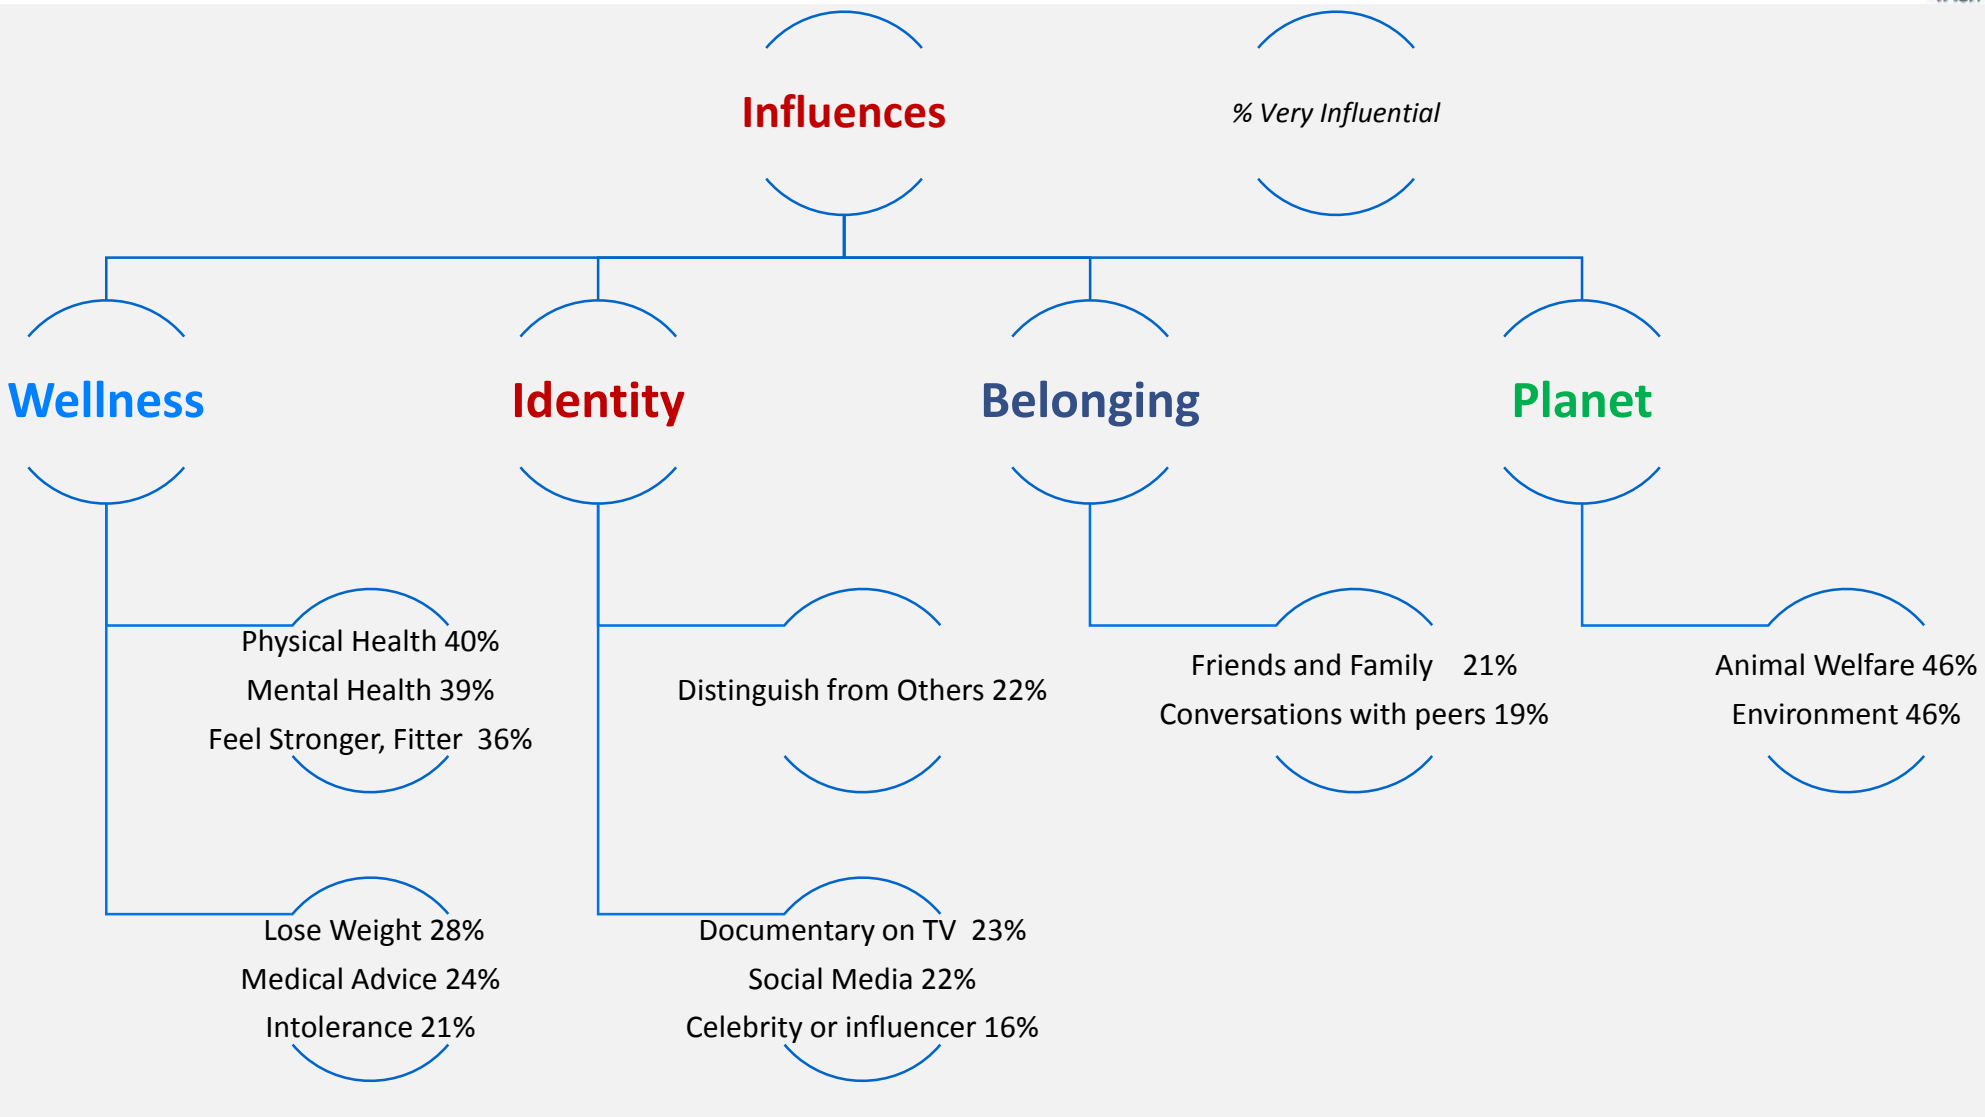 Influences
% Very Influential
Wellness
Identity
Belonging
Planet
Physical Health 40%
Mental Health 39%
Feel Stronger, Fitter 36%
Distinguish from Others 22%
Friends and Family 21%
Conversations with peers 19%
Animal Welfare 46%
Environment 46%
Lose Weight 28%
Medical Advice 24%
Intolerance 21%
Documentary on TV 23%
Social Media 22%
Celebrity or influencer 16%